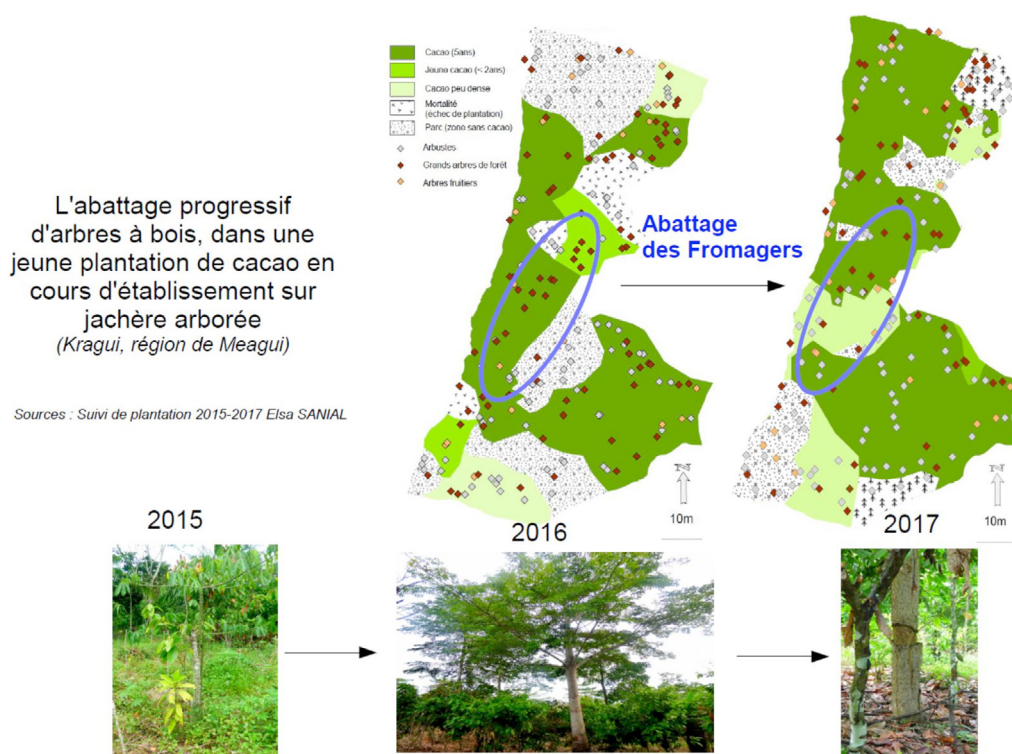 Cacao (5ans)
Jeune cacao (< 2ans)
Cacao peu dense
Mortalité
(échec de plantation)
Parc (zone sans cacao)
Arbustes
Grands arbres de forêt
Arbres fruitiers
L'abattage progressif
d'arbres à bois, dans une
jeune plantation de cacao en
cours d'établissement sur
jachère arborée
(Kragui, région de Meagui)
Sources : Suivi de plantation 2015-2017 Elsa SANIAL
Abattage
des Fromagers
10m
10m
2015
2016
2017